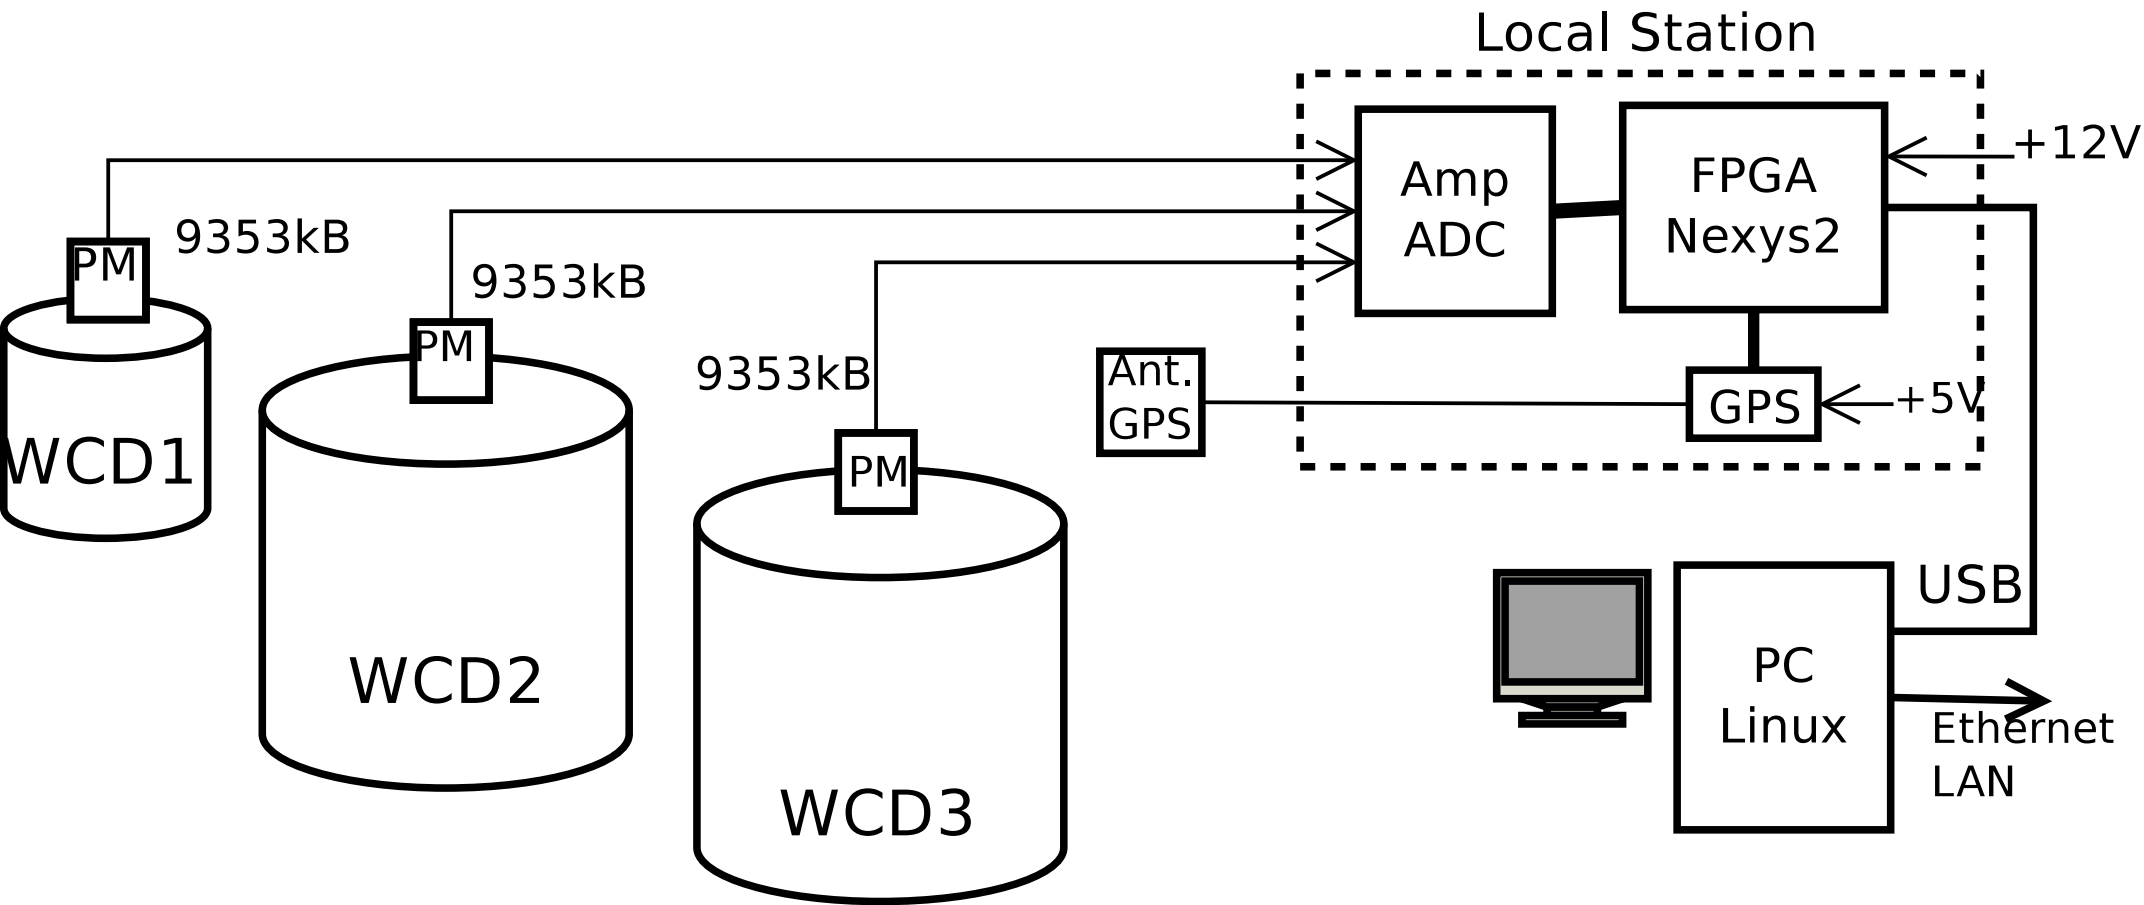 Local Station
+12V
Amp
ADC
FPGA
Nexys2
9353kB
PM
9353kB
PM
9353kB
PM
Ant.
GPS
GPS
+5V
WCD1
WCD2
WCD3
USB
PC
Linux
Ethernet
LAN